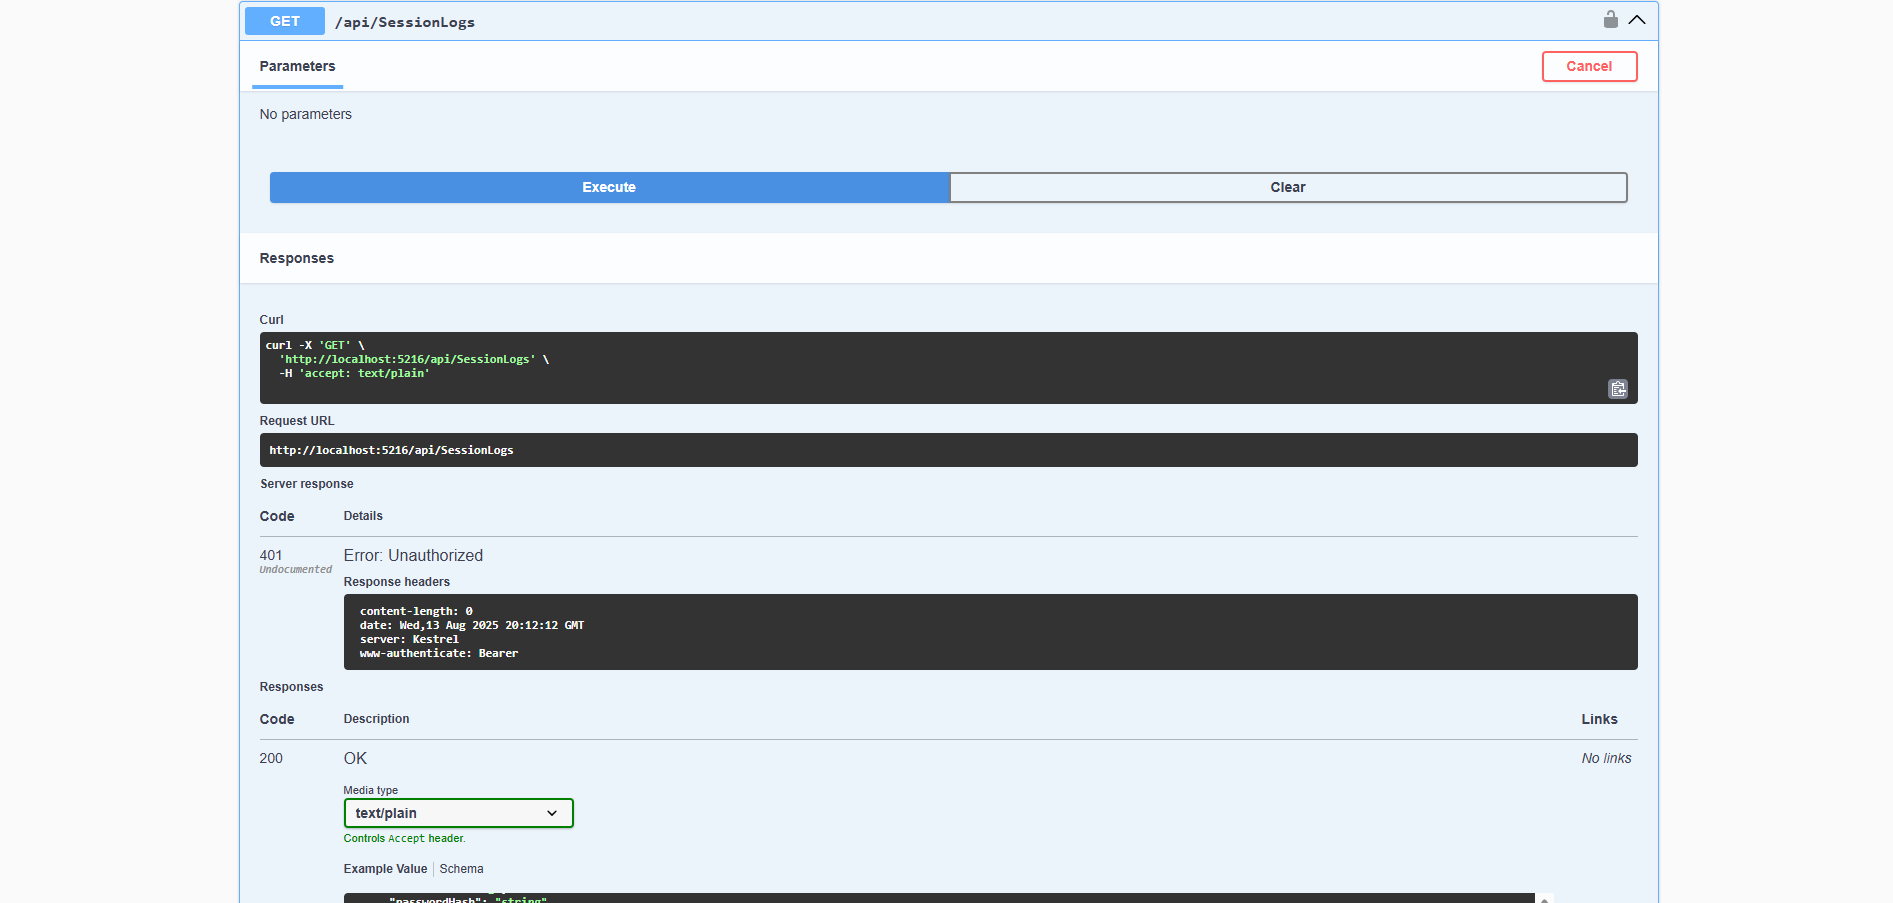 GET /api/SessionLogs
Parameters
Cancel
No parameters
Execute
Clear
Responses
Curl
curl -X 'GET' \
'http://localhost:5216/api/SessionLogs' \
-H 'accept: text/plain'
Request URL
http://localhost:5216/api/SessionLogs
Server response
Code Details
401 Error: Unauthorized
Undocumented
Response headers
content-length: 0
date: Wed,13 Aug 2025 20:12:12 GMT
server: Kestrel
www-authenticate: Bearer
Responses
Code Description Links
200 OK No links
Media type
text/plain
Controls Accept header.
Example Value Schema
"passwordHash": "string"